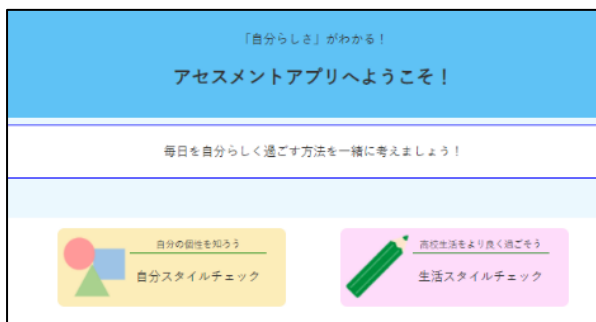 「自分らしさ」がわかる！
アセスメントアプリへようこそ！
毎日を自分らしく過ごす方法を一緒に考えましょう！
自分の個性を知ろう
自分スタイルチェック
高校生活をより良く過ごそう
生活スタイルチェック